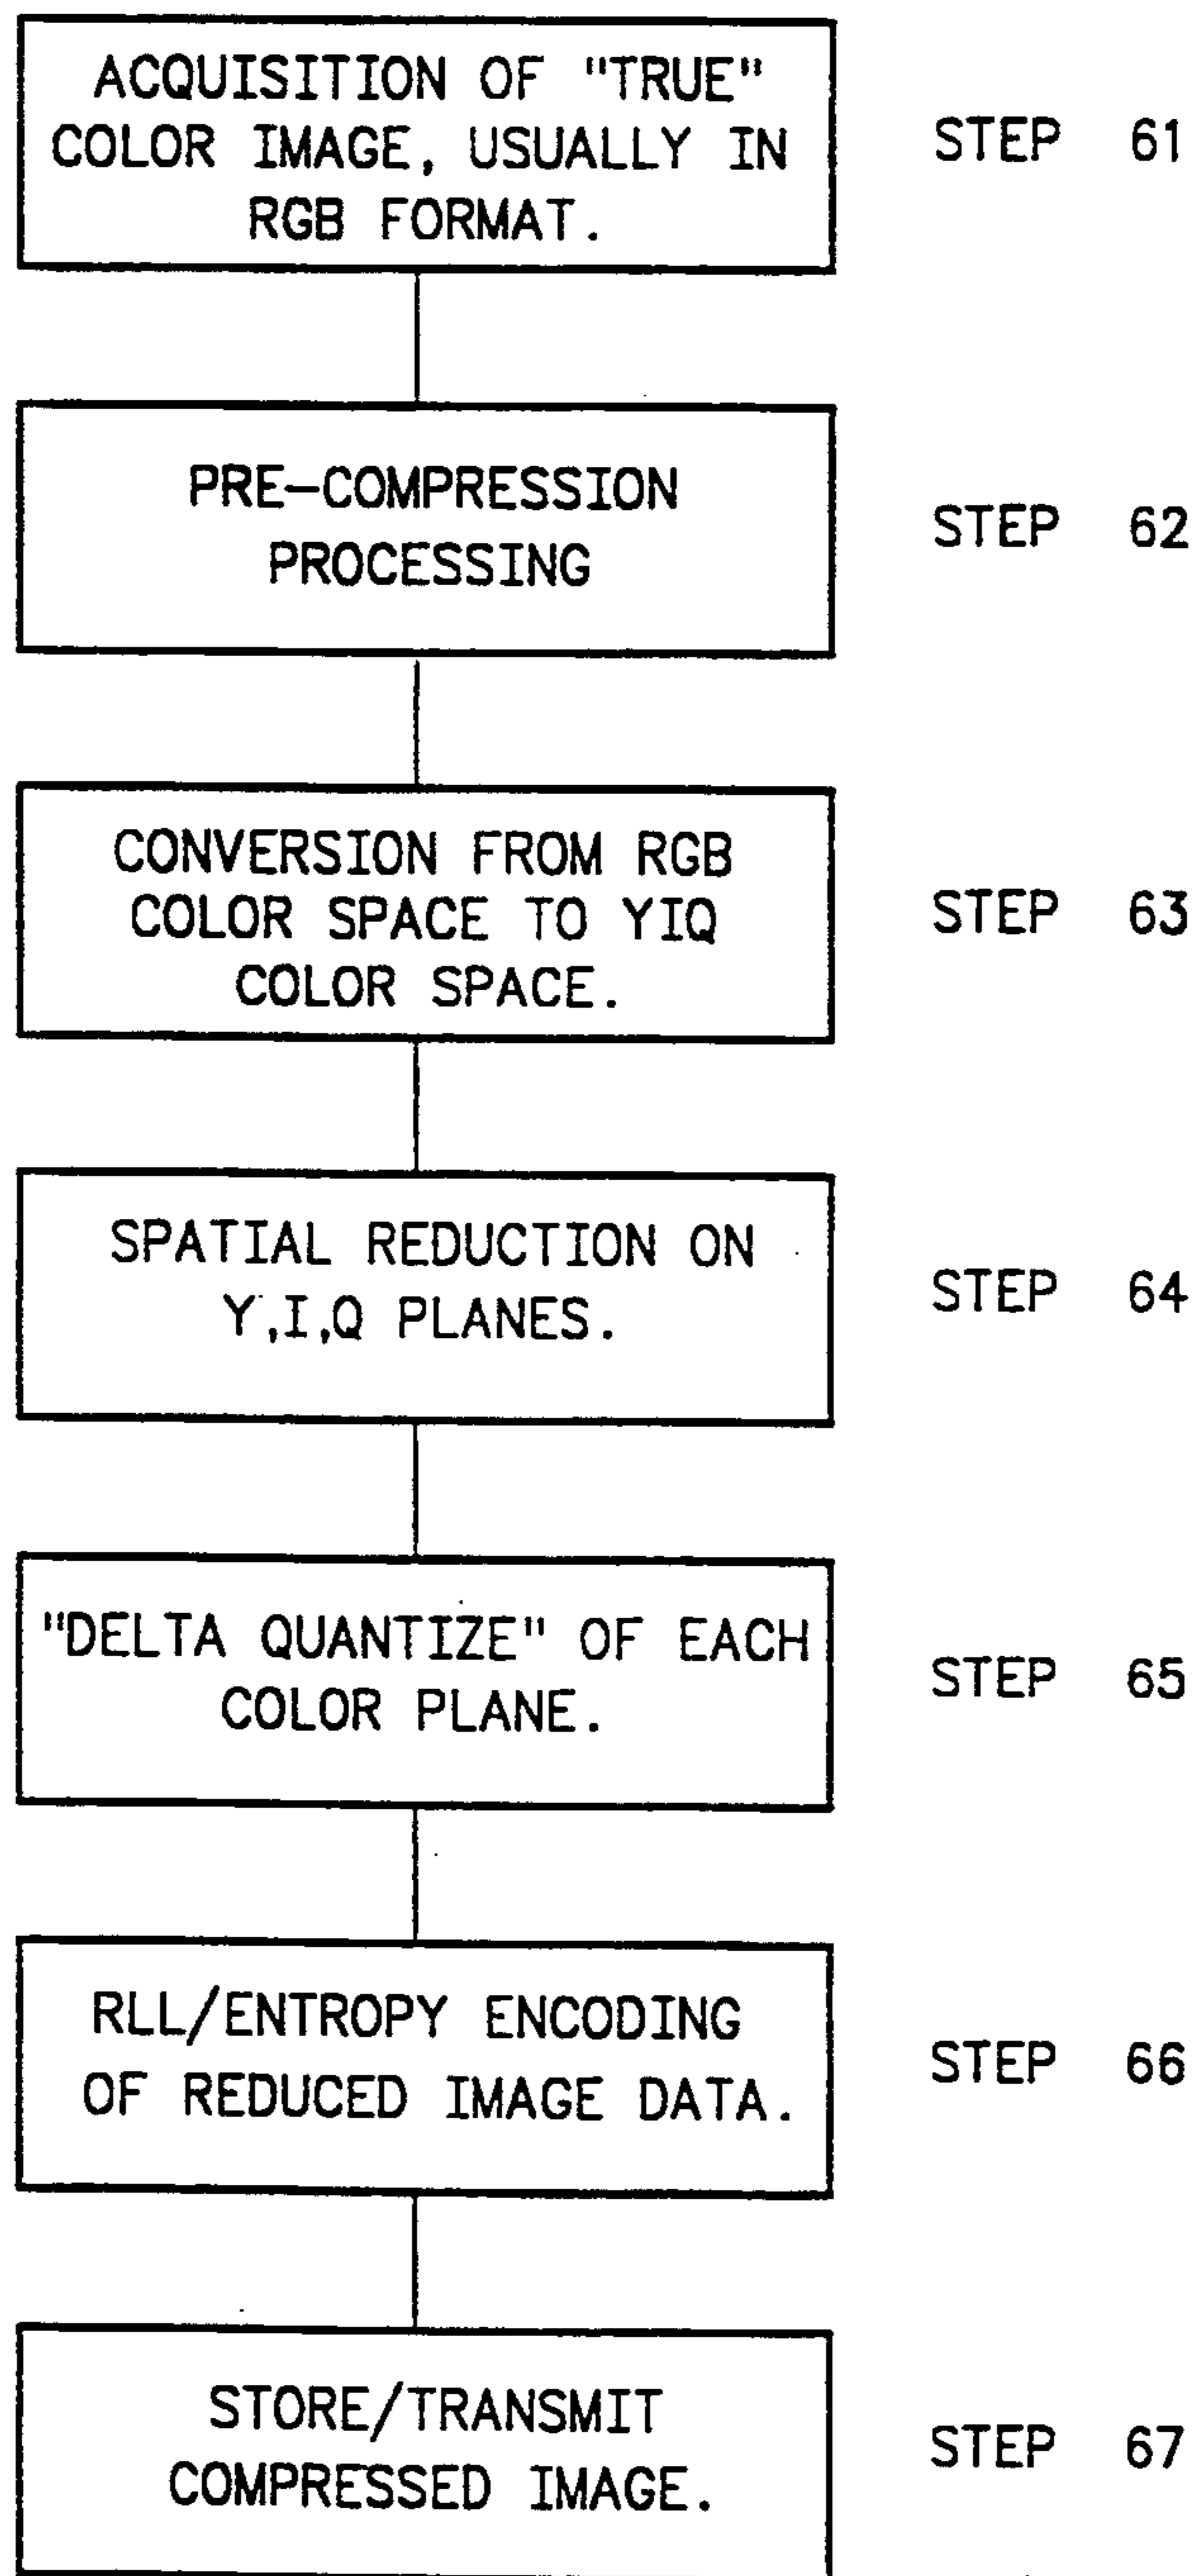 ACQUISITION OF "TRUE"
COLOR IMAGE, USUALLY IN
RGB FORMAT.
STEP 61
PRE-COMPRESSION
PROCESSING
STEP 62
CONVERSION FROM RGB
COLOR SPACE TO YIQ
COLOR SPACE.
STEP 63
SPATIAL REDUCTION ON
Y,I,Q PLANES.
STEP 64
"DELTA QUANTIZE" OF EACH
COLOR PLANE.
STEP 65
RLL/ENTROPY ENCODING
OF REDUCED IMAGE DATA.
STEP 66
STORE/TRANSMIT
COMPRESSED IMAGE.
STEP 67